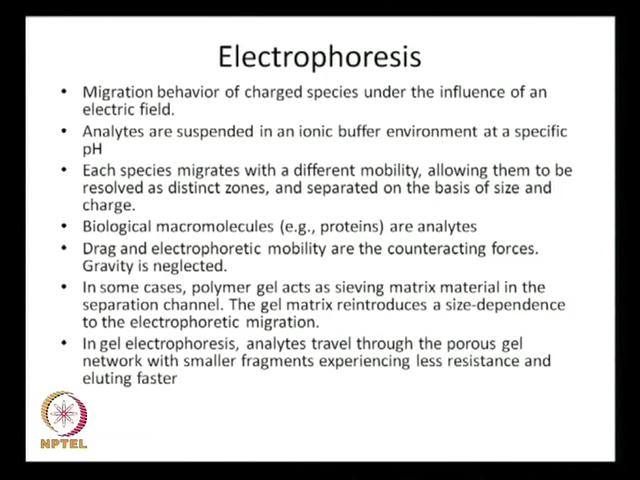 Electrophoresis
• Migration behavior of charged species under the influence of an
electric field.
• Analytes are suspended in an ionic buffer environment at a specific
pH
• Each species migrates with a different mobility, allowing them to be
resolved as distinct zones, and separated on the basis of size and
charge.
• Biological macromolecules (e.g., proteins) are analytes
• Drag and electrophoretic mobility are the counteracting forces.
Gravity is neglected.
• In some cases, polymer gel acts as sieving matrix material in the
separation channel. The gel matrix reintroduces a size-dependence
to the electrophoretic migration.
• In gel electrophoresis, analytes travel through the porous gel
network with smaller fragments experiencing less resistance and
eluting faster
NPTEL